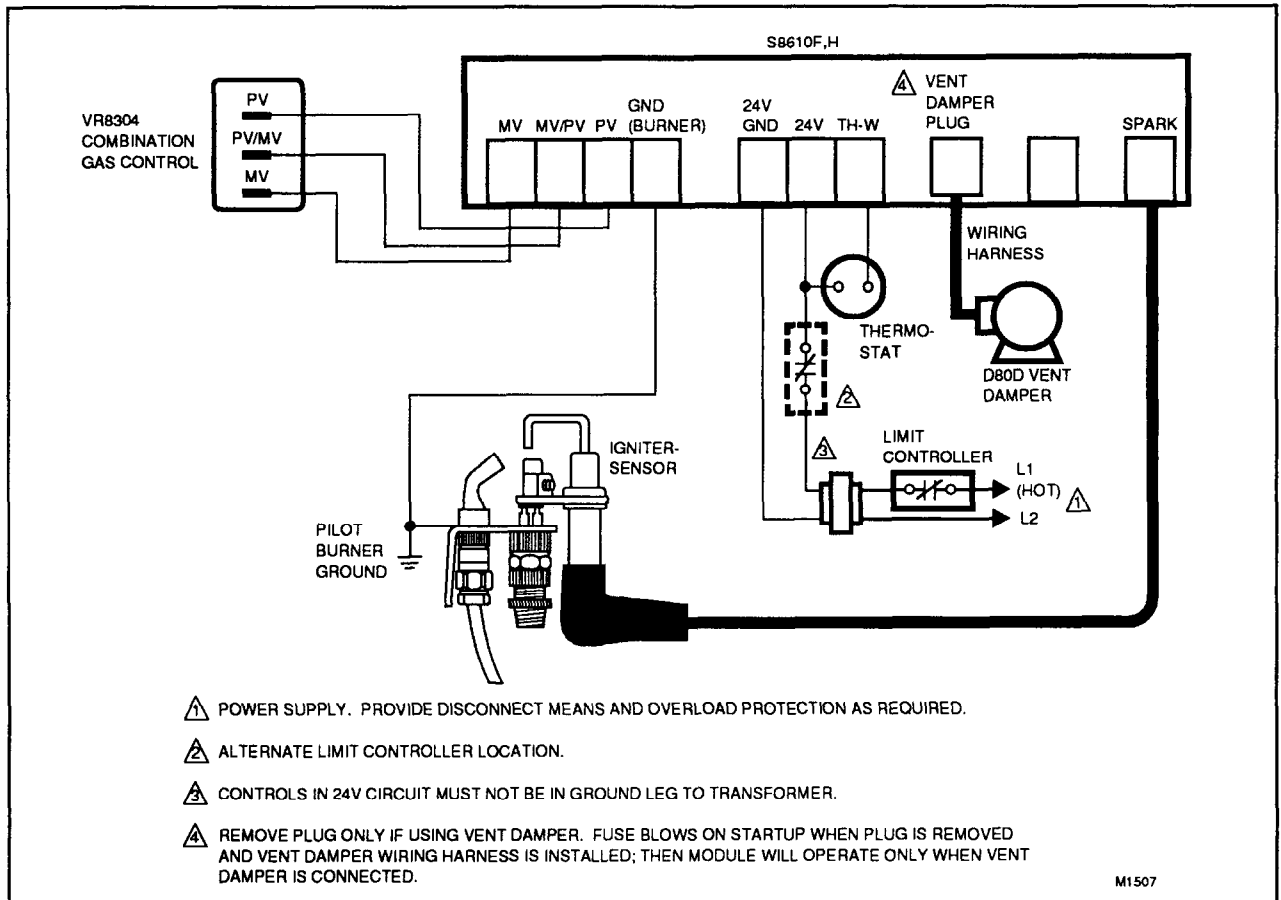 S8610F,H
VR8304
COMBINATION
GAS CONTROL
PV
PV/MV
MV
MV MV/PV PV GND
(BURNER)
24V
GND 24V TH-W
4 VENT
DAMPER
PLUG
SPARK
WIRING
HARNESS
THERMO-
STAT
D80D VENT
DAMPER
2
3
LIMIT
CONTROLLER
L1
(HOT) 1
L2
IGNITER-
SENSOR
PILOT
BURNER
GROUND
1 POWER SUPPLY. PROVIDE DISCONNECT MEANS AND OVERLOAD PROTECTION AS REQUIRED.
2 ALTERNATE LIMIT CONTROLLER LOCATION.
3 CONTROLS IN 24V CIRCUIT MUST NOT BE IN GROUND LEG TO TRANSFORMER.
4 REMOVE PLUG ONLY IF USING VENT DAMPER. FUSE BLOWS ON STARTUP WHEN PLUG IS REMOVED
AND VENT DAMPER WIRING HARNESS IS INSTALLED; THEN MODULE WILL OPERATE ONLY WHEN VENT
DAMPER IS CONNECTED.
M1507